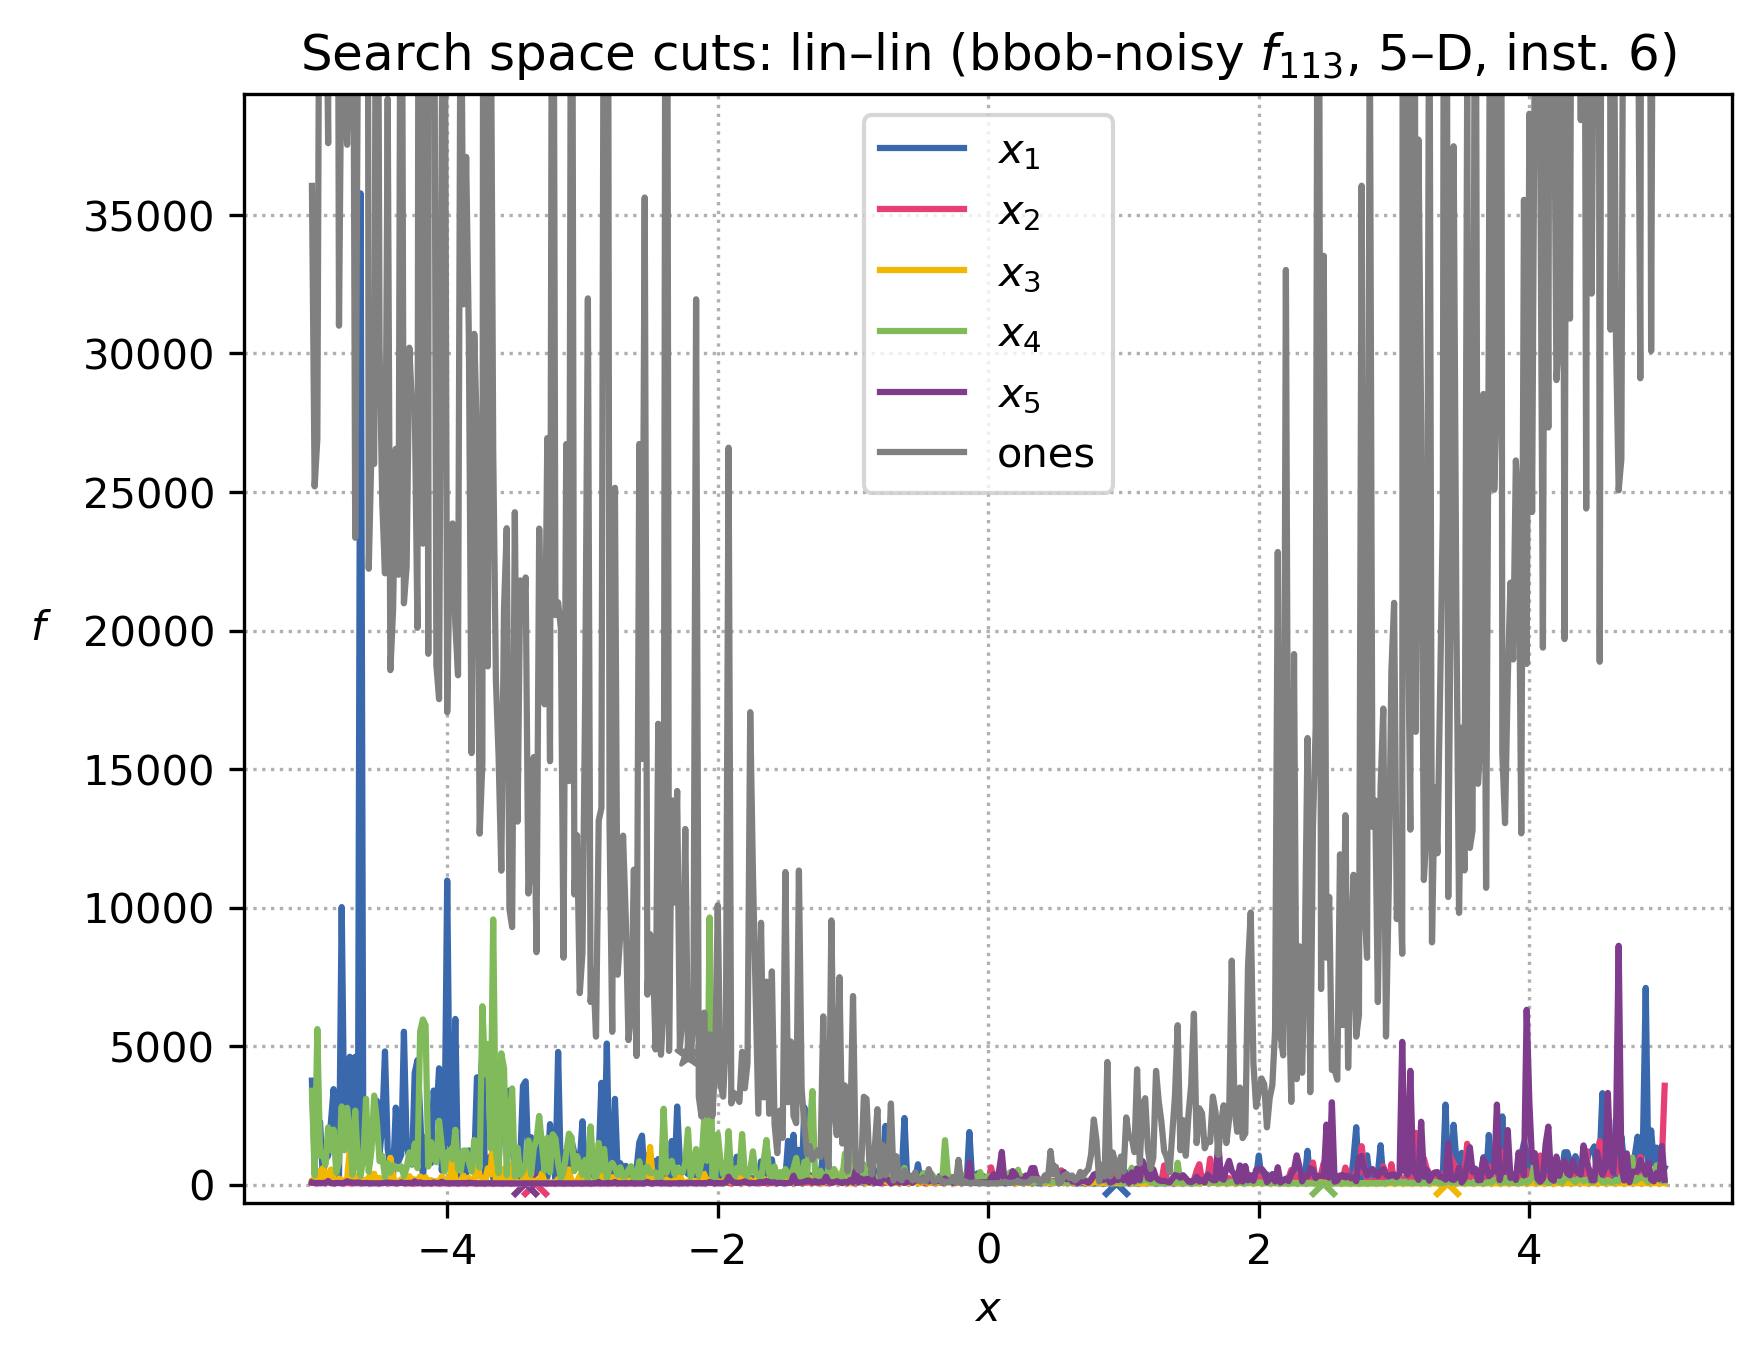 Search space cuts: lin–lin (bbob-noisy f₁₁₃, 5–D, inst. 6)
x₁
x₂
x₃
x₄
x₅
ones
f
35000
30000
25000
20000
15000
10000
5000
0
−4
−2
0
2
4
x